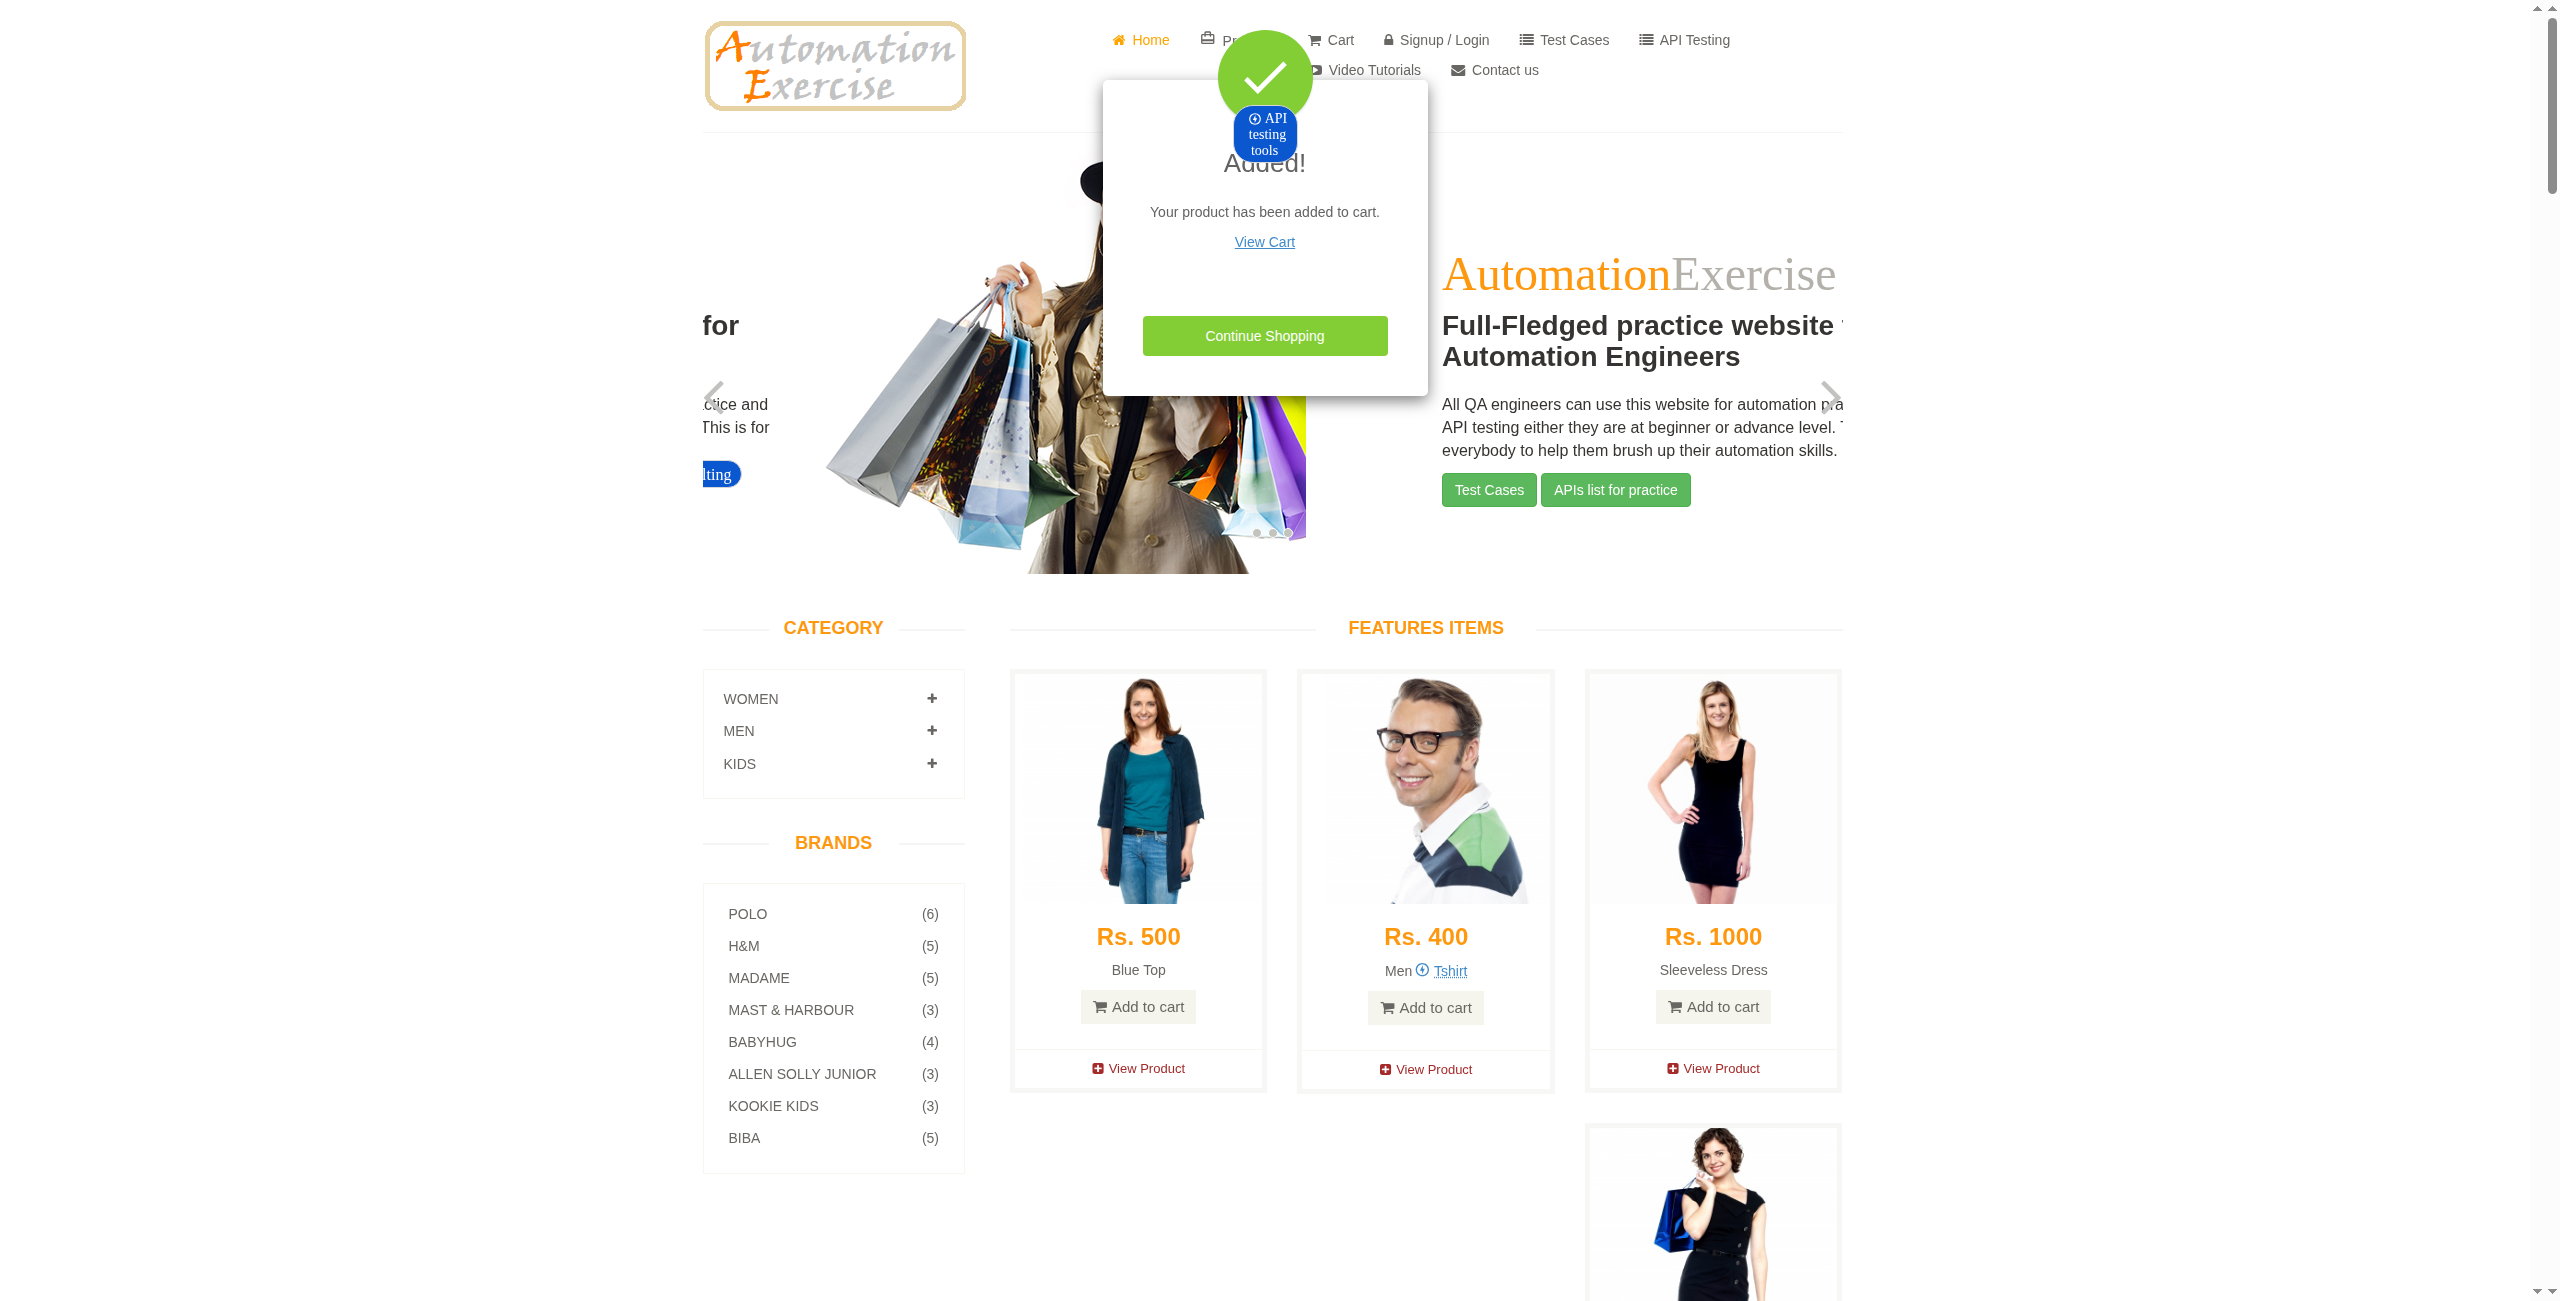 Automation
Exercise
Home
Cart
Signup / Login
Test Cases
API Testing
Video Tutorials
Contact us
API
testing
tools
Added!
Your product has been added to cart.
View Cart
Continue Shopping
for
This is for
AutomationExercise
Full-Fledged practice website
Automation Engineers
All QA engineers can use this website for automation
API testing either they are at beginner or advance level.
everybody to help them brush up their automation skills.
Test Cases
APIs list for practice
CATEGORY
WOMEN
MEN
KIDS
BRANDS
POLO (6)
H&M (5)
MADAME (5)
MAST & HARBOUR (3)
BABYHUG (4)
ALLEN SOLLY JUNIOR (3)
KOOKIE KIDS (3)
BIBA (5)
FEATURES ITEMS
Rs. 500
Blue Top
Add to cart
View Product
Rs. 400
Men Tshirt
Add to cart
View Product
Rs. 1000
Sleeveless Dress
Add to cart
View Product